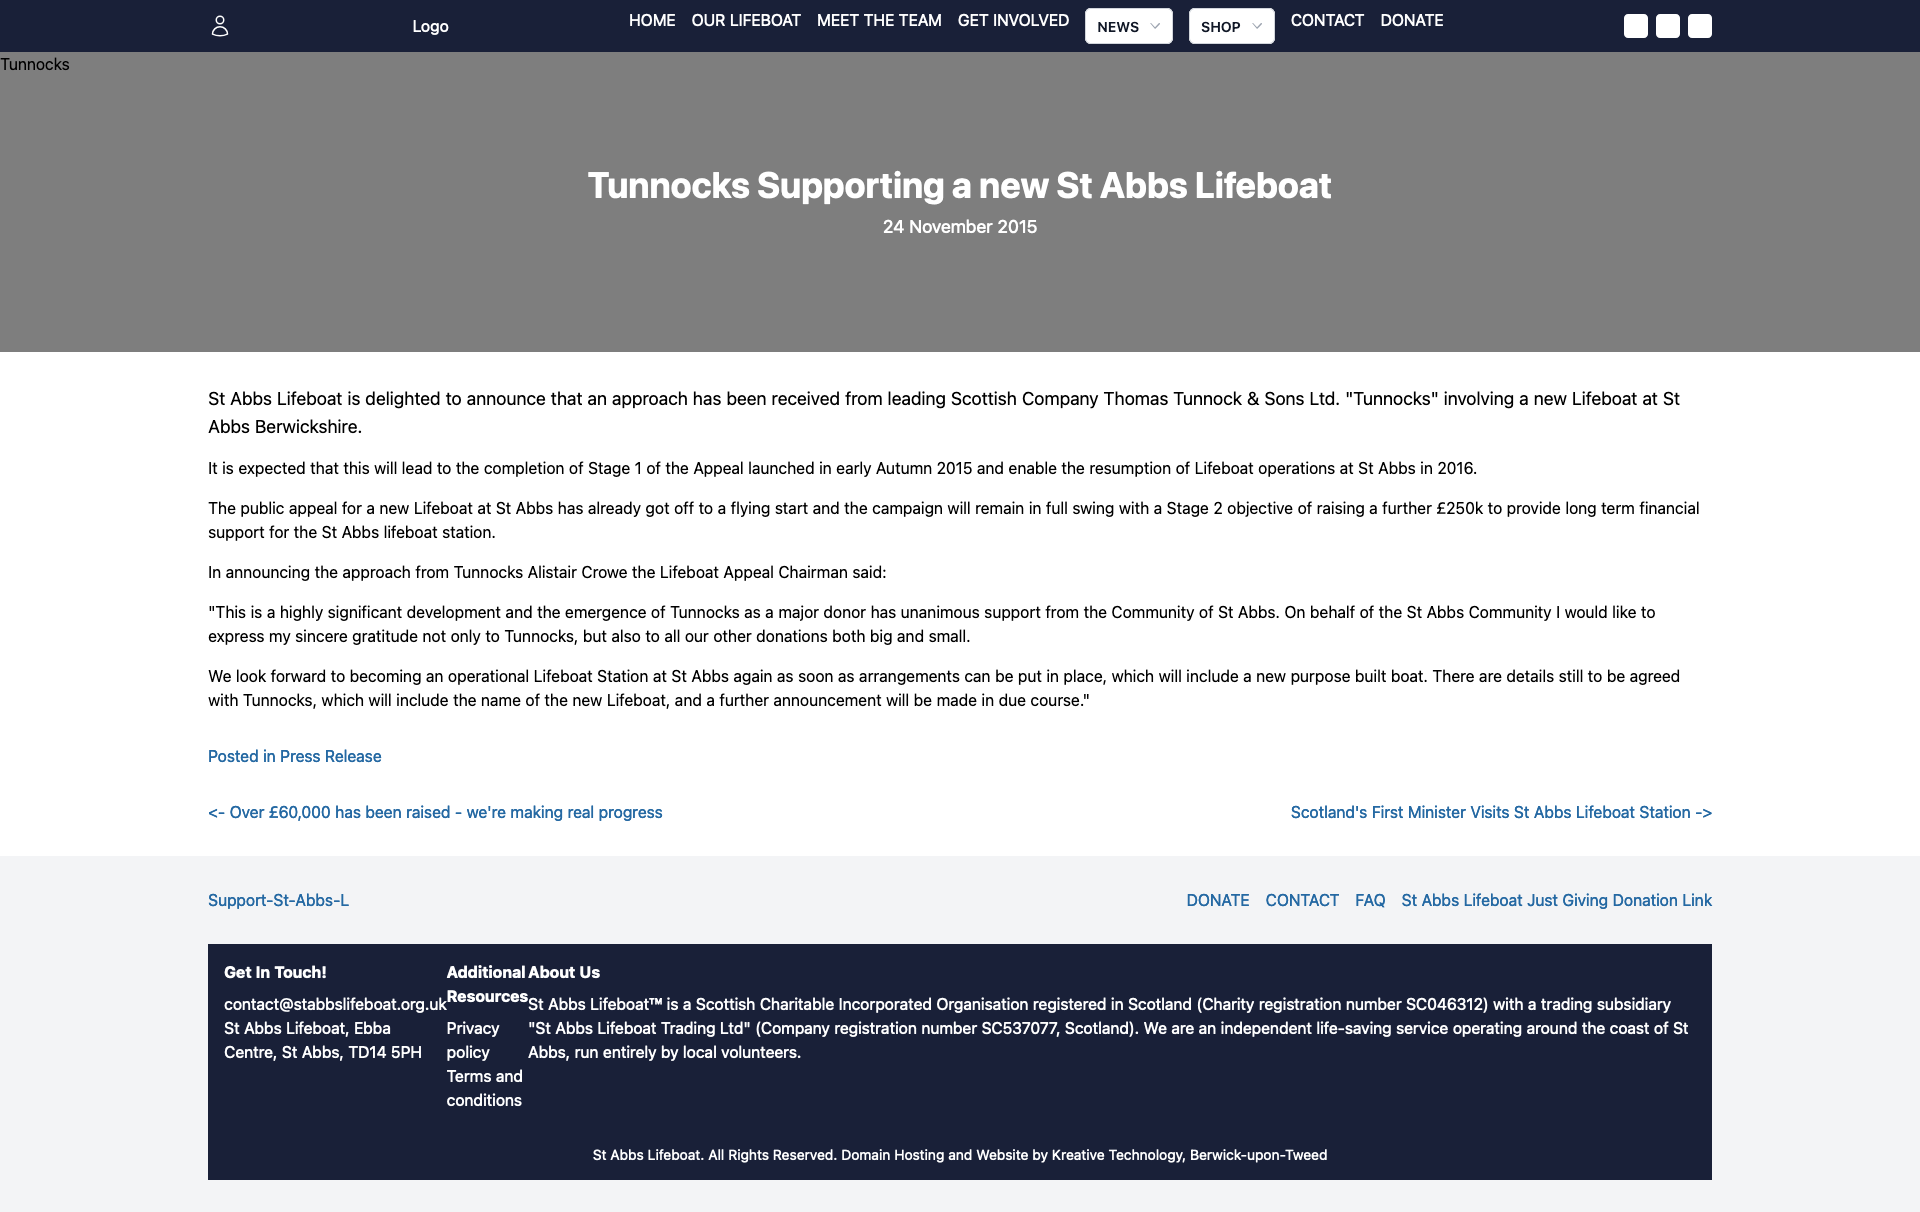 Logo
HOME OUR LIFEBOAT MEET THE TEAM GET INVOLVED NEWS SHOP CONTACT DONATE
Tunnocks
Tunnocks Supporting a new St Abbs Lifeboat
24 November 2015
St Abbs Lifeboat is delighted to announce that an approach has been received from leading Scottish Company Thomas Tunnock & Sons Ltd. "Tunnocks" involving a new Lifeboat at St
Abbs Berwickshire.
It is expected that this will lead to the completion of Stage 1 of the Appeal launched in early Autumn 2015 and enable the resumption of Lifeboat operations at St Abbs in 2016.
The public appeal for a new Lifeboat at St Abbs has already got off to a flying start and the campaign will remain in full swing with a Stage 2 objective of raising a further £250k to provide long term financial
support for the St Abbs lifeboat station.
In announcing the approach from Tunnocks Alistair Crowe the Lifeboat Appeal Chairman said:
"This is a highly significant development and the emergence of Tunnocks as a major donor has unanimous support from the Community of St Abbs. On behalf of the St Abbs Community I would like to
express my sincere gratitude not only to Tunnocks, but also to all our other donations both big and small.
We look forward to becoming an operational Lifeboat Station at St Abbs again as soon as arrangements can be put in place, which will include a new purpose built boat. There are details still to be agreed
with Tunnocks, which will include the name of the new Lifeboat, and a further announcement will be made in due course."
Posted in Press Release
<- Over £60,000 has been raised - we're making real progress
Scotland's First Minister Visits St Abbs Lifeboat Station ->
Support-St-Abbs-L
DONATE CONTACT FAQ St Abbs Lifeboat Just Giving Donation Link
Get In Touch!
contact@stabbslifeboat.org.uk
St Abbs Lifeboat, Ebba
Centre, St Abbs, TD14 5PH
Additional
Resources
Privacy
policy
Terms and
conditions
About Us
St Abbs Lifeboat™ is a Scottish Charitable Incorporated Organisation registered in Scotland (Charity registration number SC046312) with a trading subsidiary
"St Abbs Lifeboat Trading Ltd" (Company registration number SC537077, Scotland). We are an independent life-saving service operating around the coast of St
Abbs, run entirely by local volunteers.
St Abbs Lifeboat. All Rights Reserved. Domain Hosting and Website by Kreative Technology, Berwick-upon-Tweed